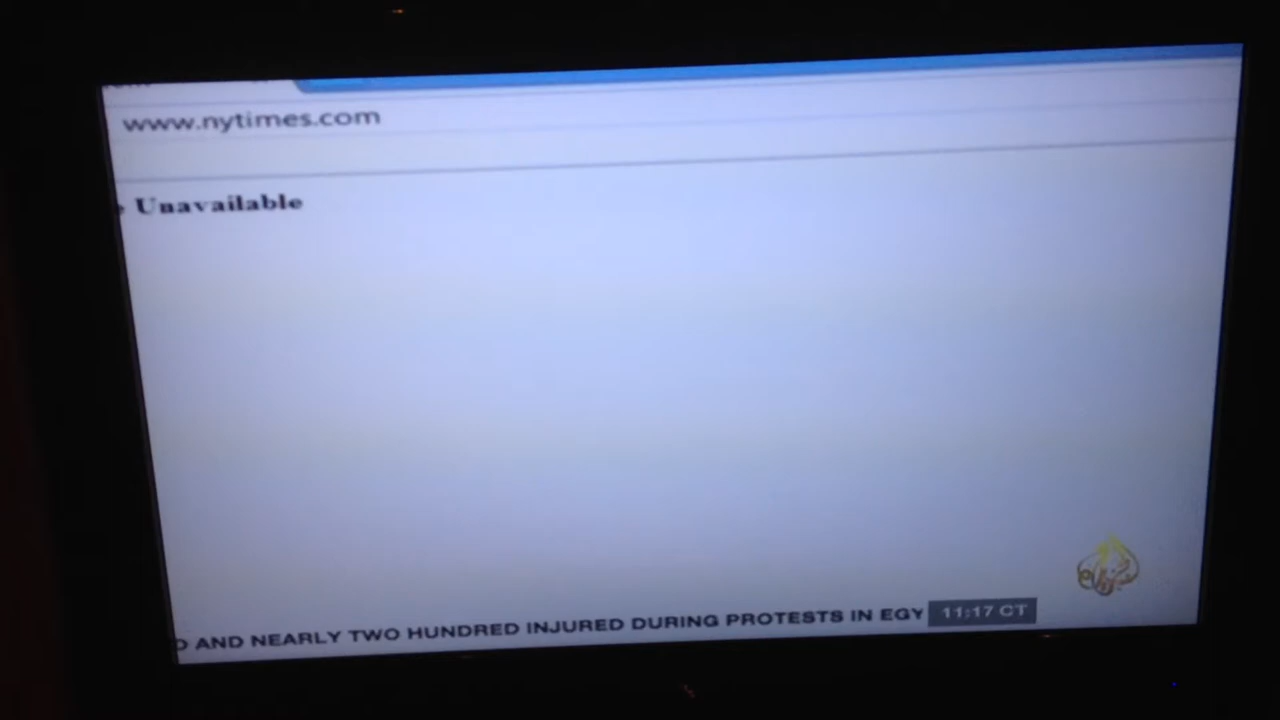 www.nytimes.com
Unavailable
AND NEARLY TWO HUNDRED INJURED DURING PROTESTS IN EGY
11:17 CT